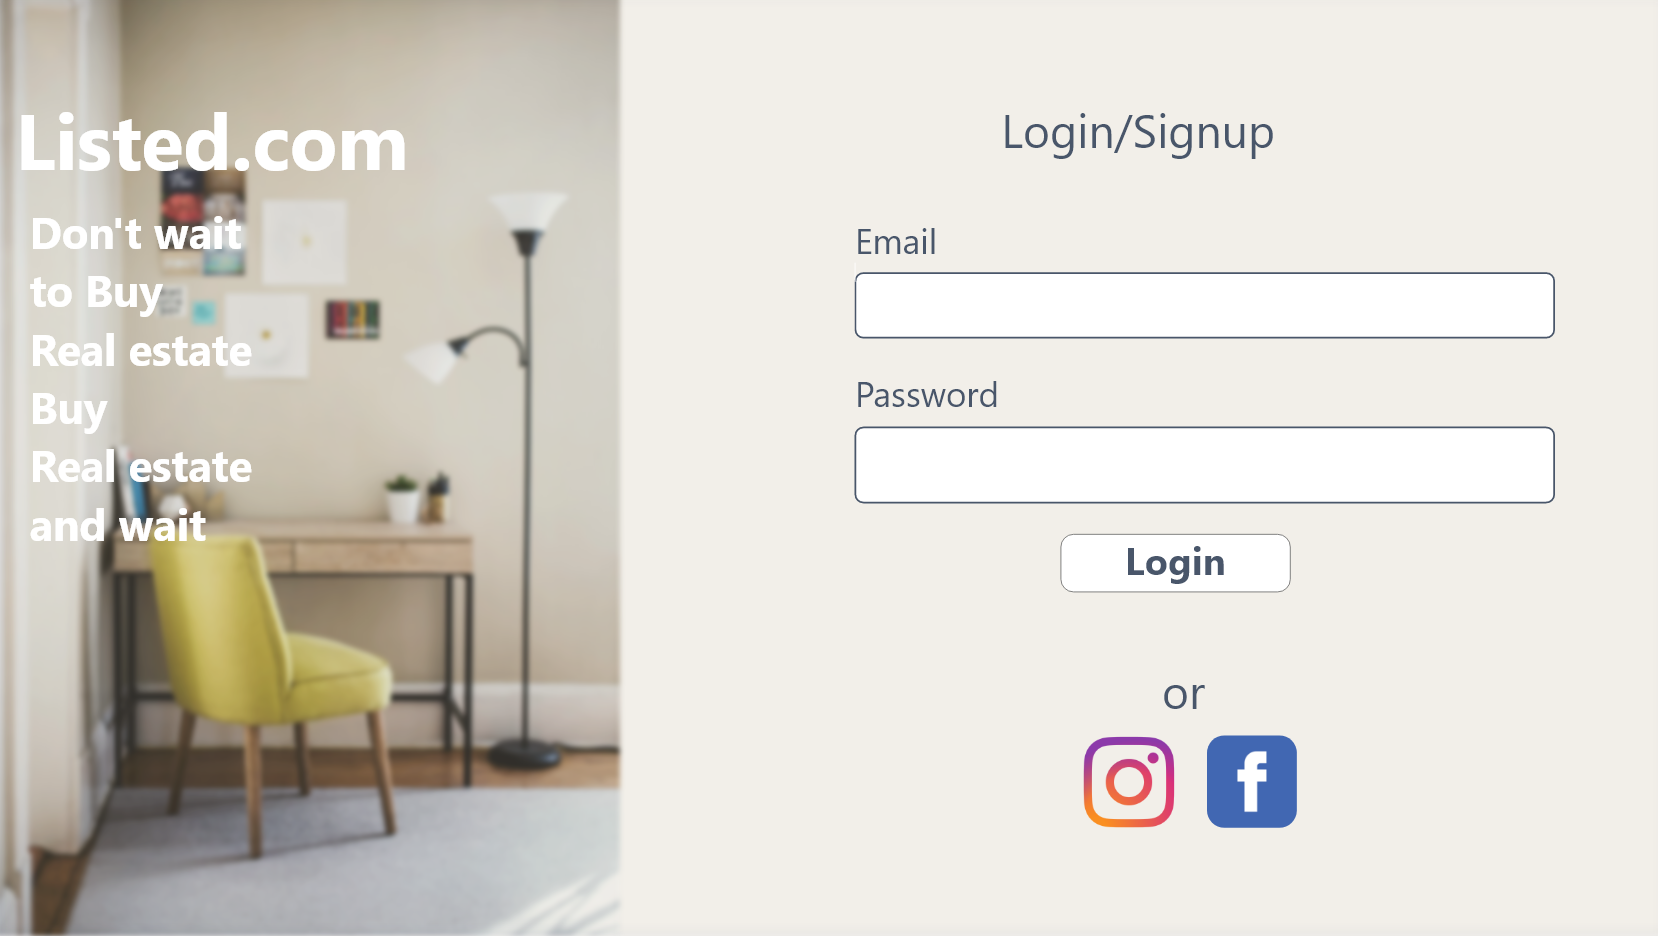 Listed.com
Don't wait
to Buy
Real estate
Buy
Real estate
and wait
Login/Signup
Email
Password
Login
or